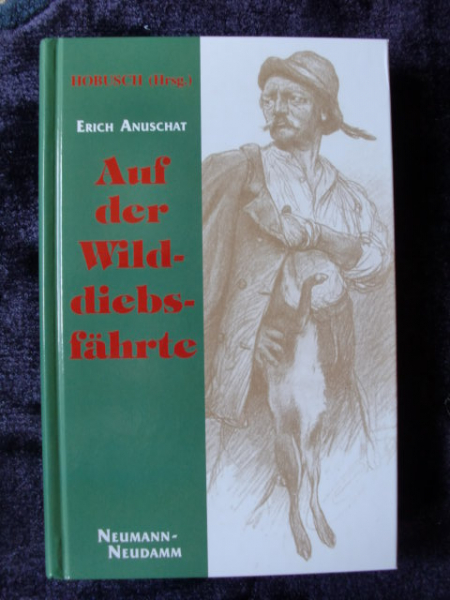 HOBUSCH (Hrsg.)
ERICH ANUSCHAT
Auf
der
Wild-
diebs-
fährte
NEUMANN-
NEUDAMM